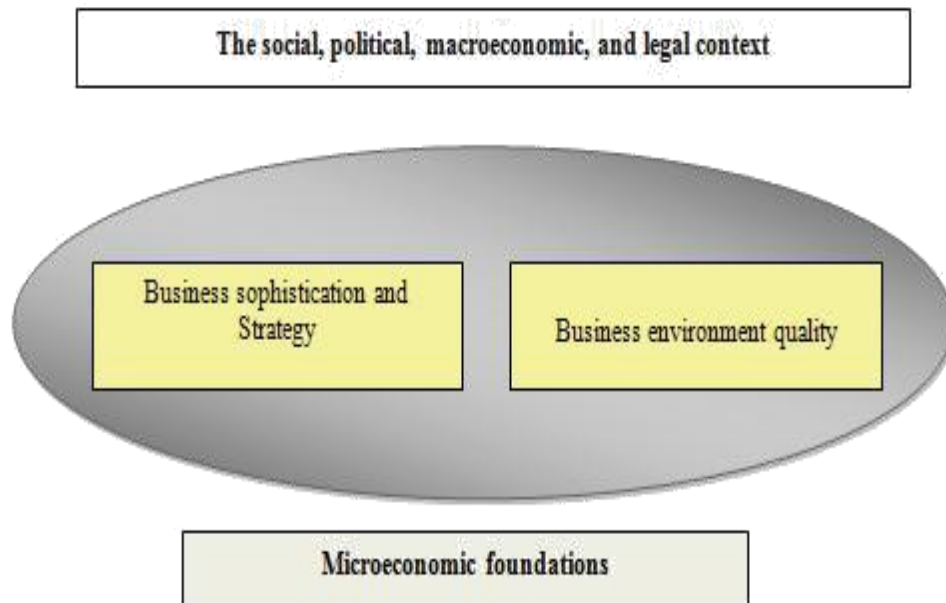 The social, political, macroeconomic, and legal context
Business sophistication and
Strategy
Business environment quality
Microeconomic foundations